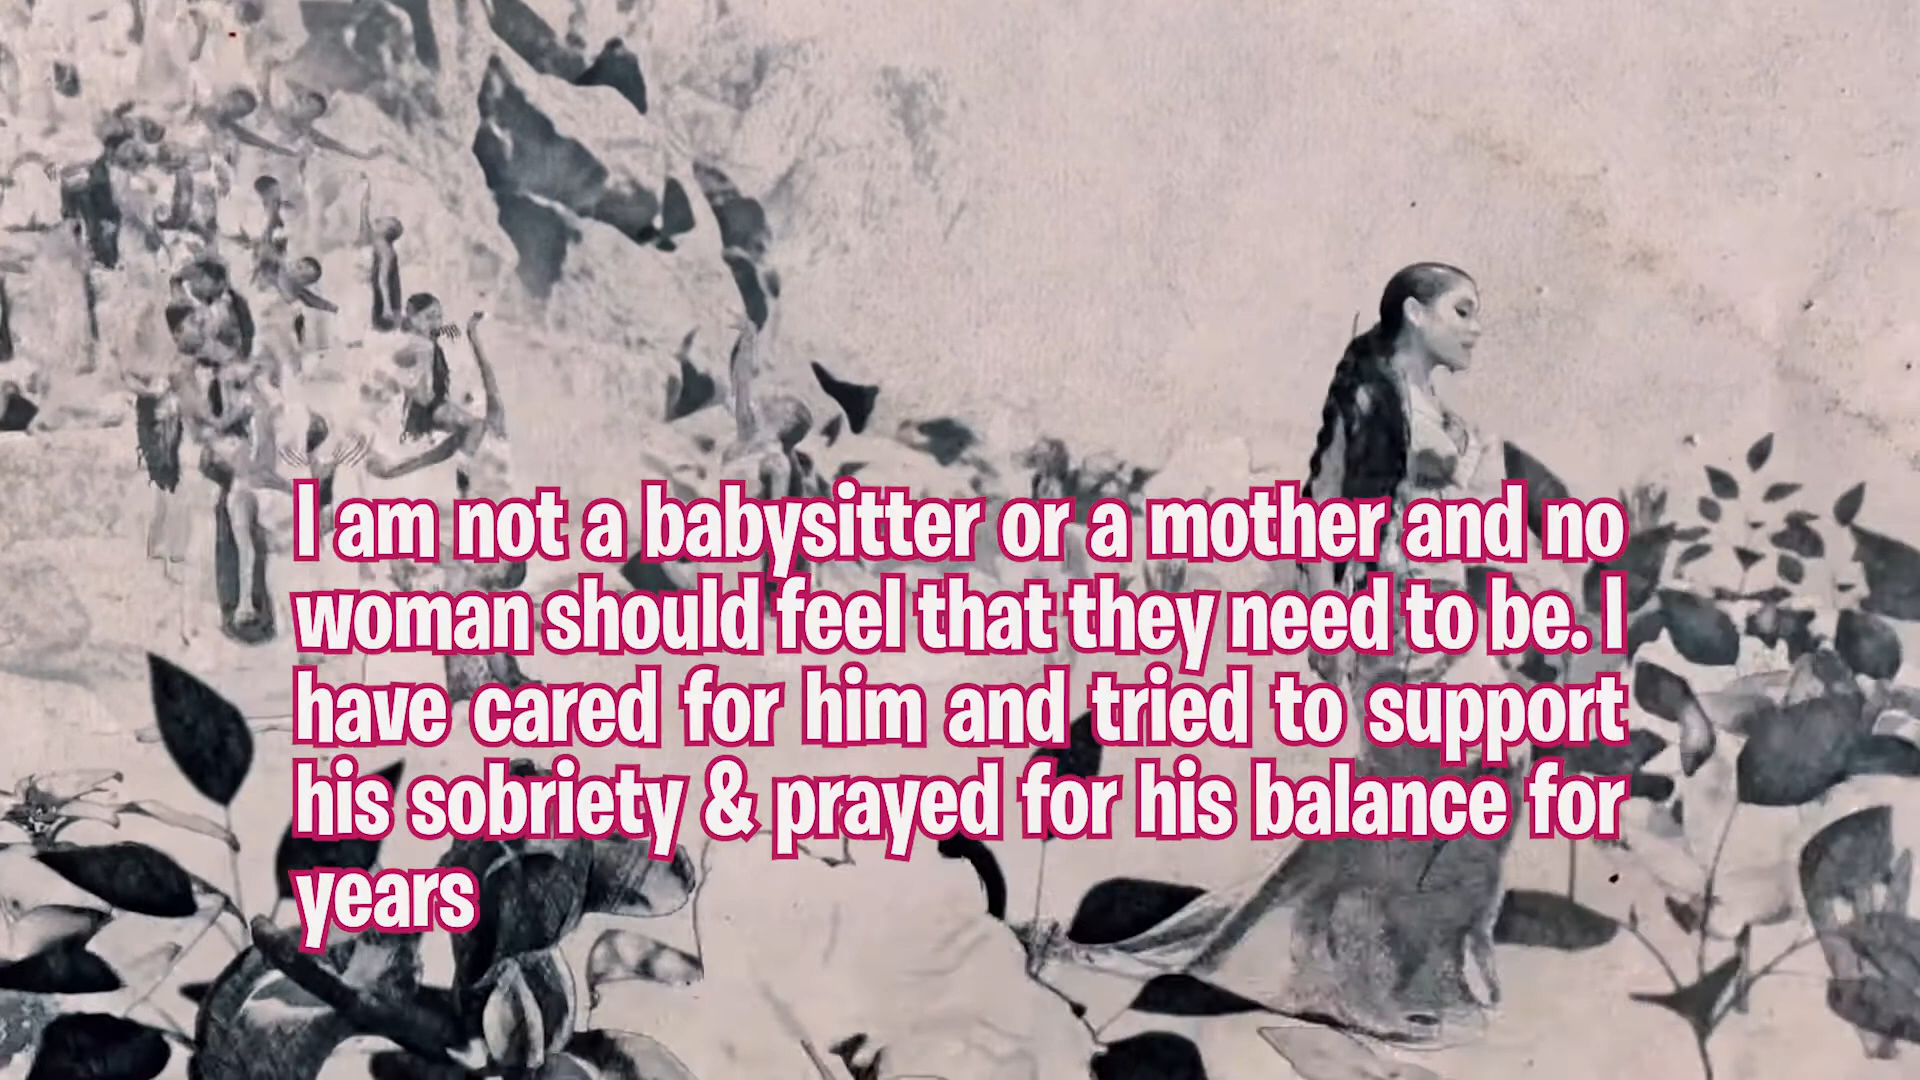 I am not a babysitter or a mother and no
woman should feel that they need to be. I
have cared for him and tried to support
his sobriety & prayed for his balance for
years